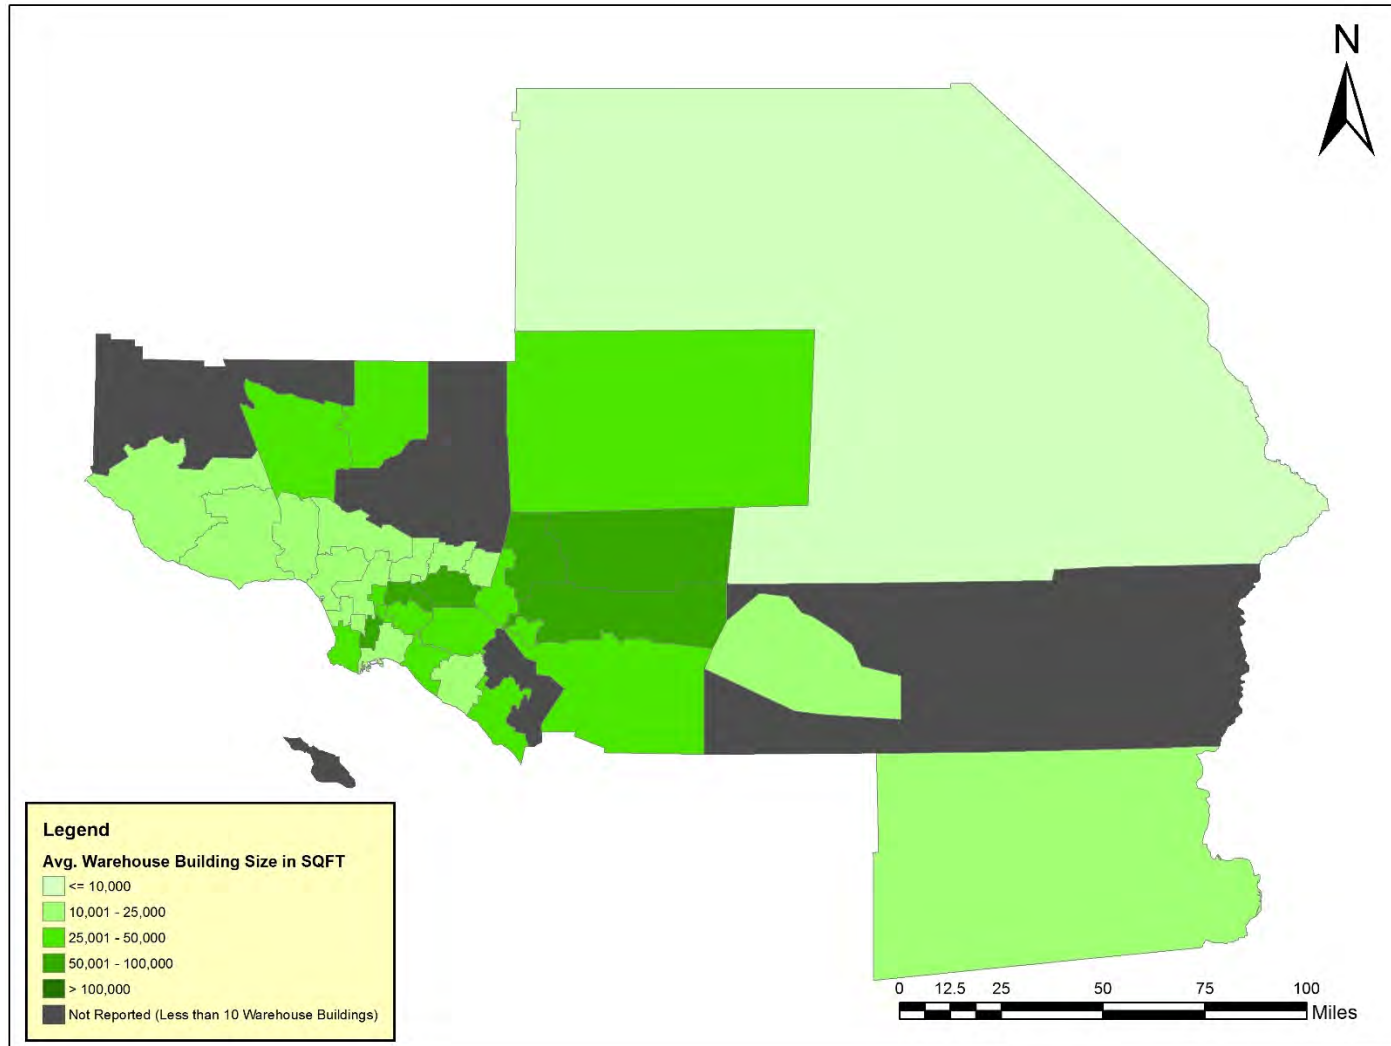 N
Legend
Avg. Warehouse Building Size in SQFT
<= 10,000
10,001 - 25,000
25,001 - 50,000
50,001 - 100,000
> 100,000
Not Reported (Less than 10 Warehouse Buildings)
0 12.5 25 50 75 100
Miles